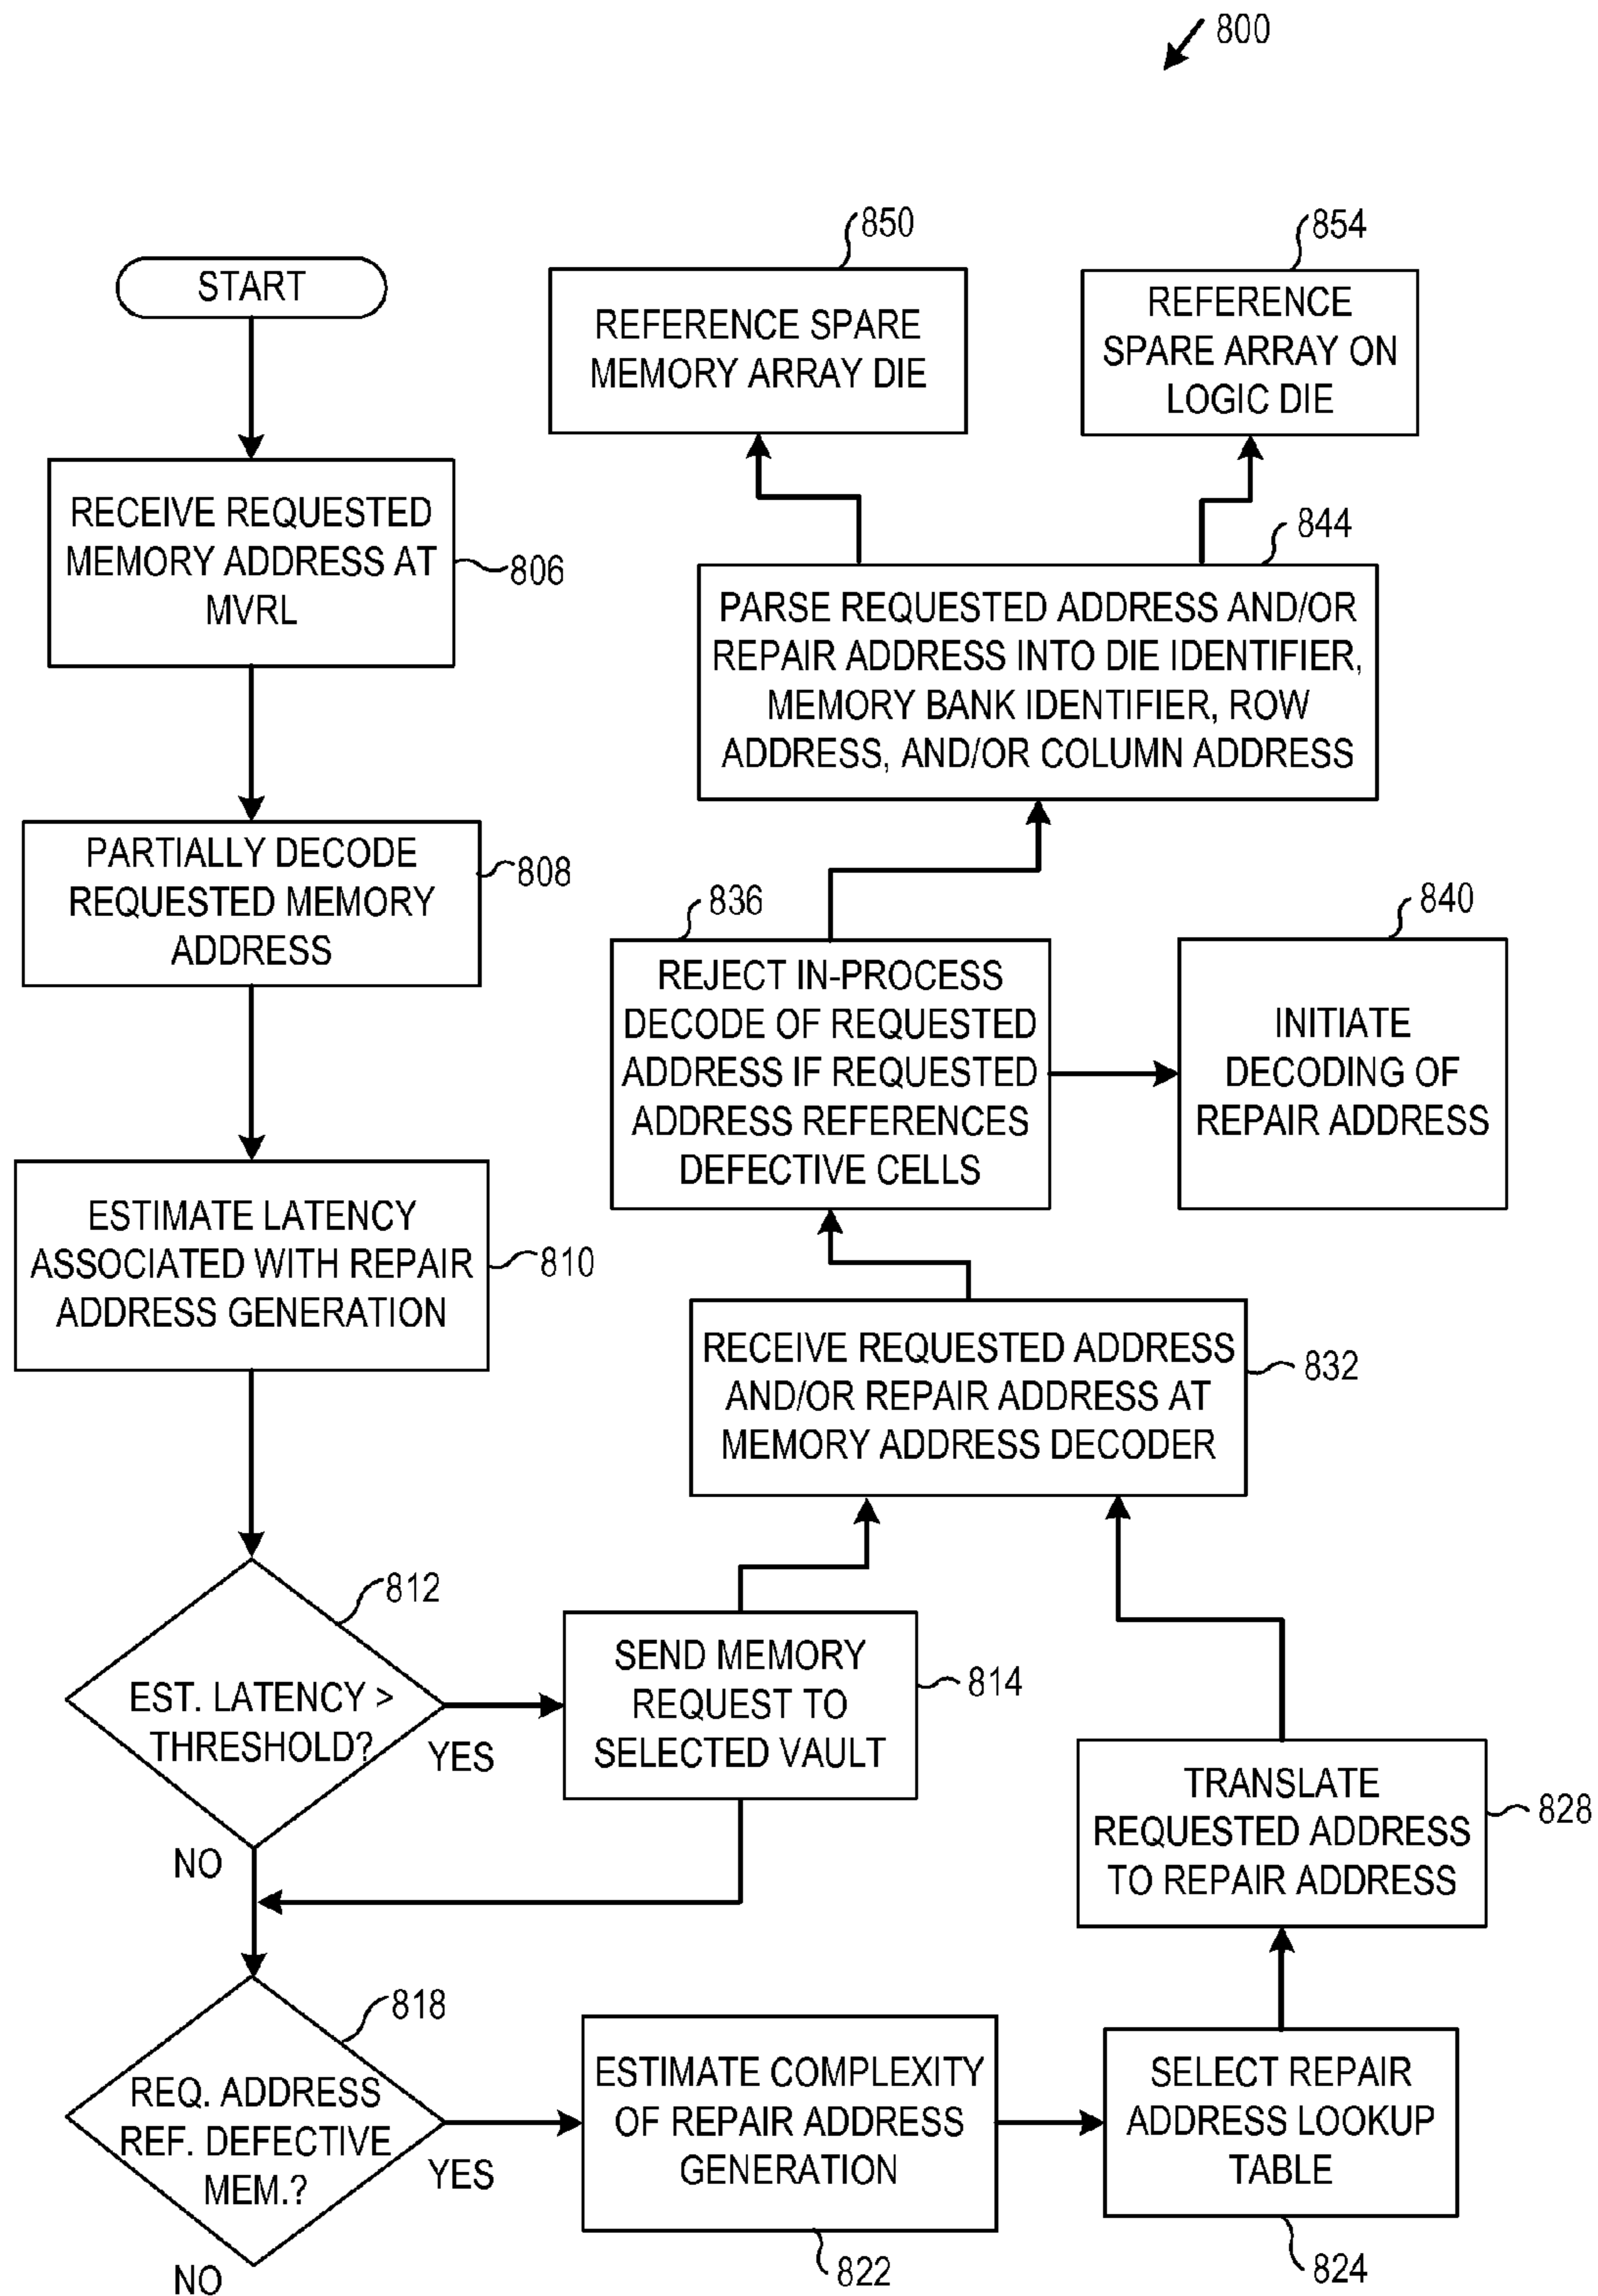 800
START
RECEIVE REQUESTED
MEMORY ADDRESS AT
MVRL
806
PARTIALLY DECODE
REQUESTED MEMORY
ADDRESS
808
ESTIMATE LATENCY
ASSOCIATED WITH REPAIR
ADDRESS GENERATION
810
812
EST. LATENCY >
THRESHOLD?
YES
NO
SEND MEMORY
REQUEST TO
SELECTED VAULT
814
818
REQ. ADDRESS
REF. DEFECTIVE
MEM.?
YES
NO
ESTIMATE COMPLEXITY
OF REPAIR ADDRESS
GENERATION
822
SELECT REPAIR
ADDRESS LOOKUP
TABLE
824
TRANSLATE
REQUESTED ADDRESS
TO REPAIR ADDRESS
828
RECEIVE REQUESTED ADDRESS
AND/OR REPAIR ADDRESS AT
MEMORY ADDRESS DECODER
832
836
REJECT IN-PROCESS
DECODE OF REQUESTED
ADDRESS IF REQUESTED
ADDRESS REFERENCES
DEFECTIVE CELLS
840
INITIATE
DECODING OF
REPAIR ADDRESS
844
PARSE REQUESTED ADDRESS AND/OR
REPAIR ADDRESS INTO DIE IDENTIFIER,
MEMORY BANK IDENTIFIER, ROW
ADDRESS, AND/OR COLUMN ADDRESS
850
REFERENCE SPARE
MEMORY ARRAY DIE
854
REFERENCE
SPARE ARRAY ON
LOGIC DIE